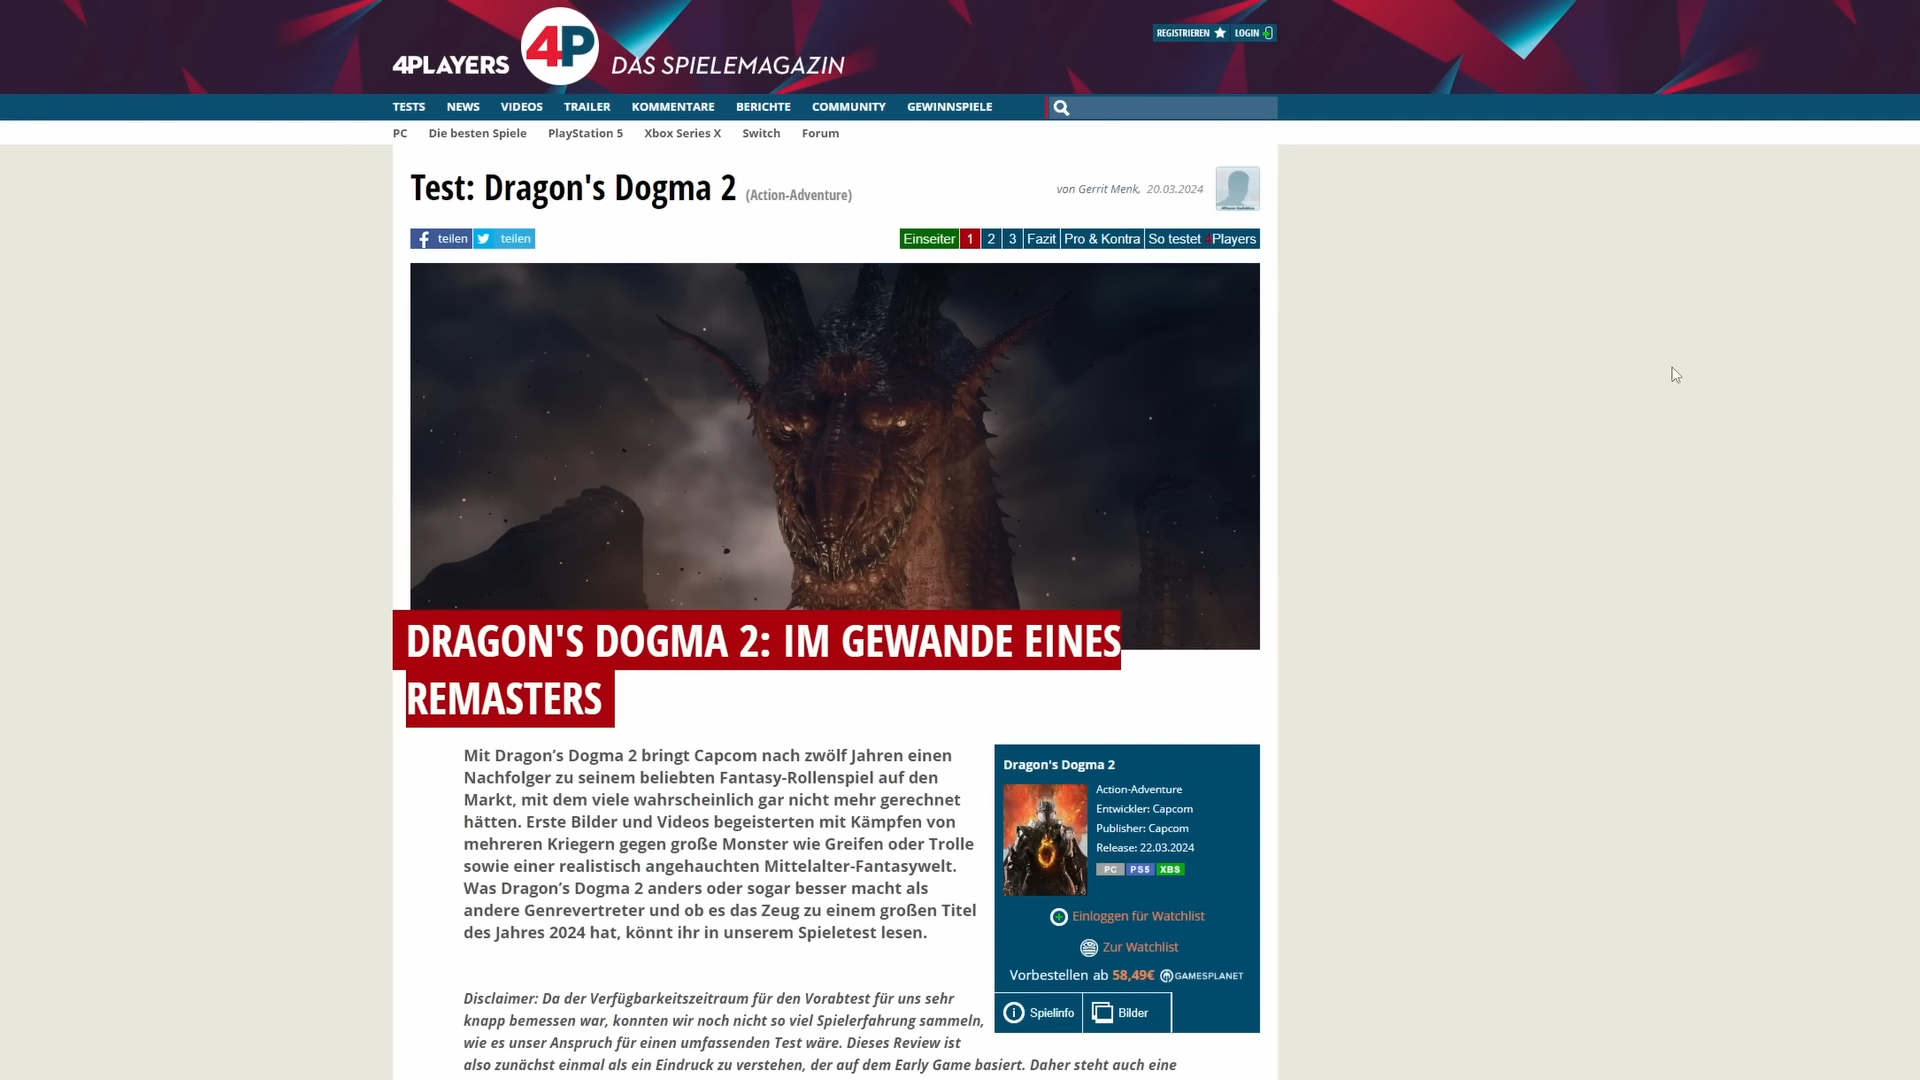 4PLAYERS 4P DAS SPIELEMAGAZIN
REGISTRIEREN LOGIN
TESTS NEWS VIDEOS TRAILER KOMMENTARE BERICHTE COMMUNITY GEWINNSPIELE
PC Die besten Spiele PlayStation 5 Xbox Series X Switch Forum
Test: Dragon's Dogma 2 (Action-Adventure)
von Gerrit Menk, 20.03.2024
teilen teilen
Einseiter 1 2 3 Fazit Pro & Kontra So testet 4Players
DRAGON'S DOGMA 2: IM GEWANDE EINES
REMASTERS
Mit Dragon’s Dogma 2 bringt Capcom nach zwölf Jahren einen
Nachfolger zu seinem beliebten Fantasy-Rollenspiel auf den
Markt, mit dem viele wahrscheinlich gar nicht mehr gerechnet
hätten. Erste Bilder und Videos begeisterten mit Kämpfen von
mehreren Kriegern gegen große Monster wie Greifen oder Trolle
sowie einer realistisch angehauchten Mittelalter-Fantasywelt.
Was Dragon’s Dogma 2 anders oder sogar besser macht als
andere Genrevertreter und ob es das Zeug zu einem großen Titel
des Jahres 2024 hat, könnt ihr in unserem Spieletest lesen.
Dragon's Dogma 2
Action-Adventure
Entwickler: Capcom
Publisher: Capcom
Release: 22.03.2024
PC PS5 XBS
Einloggen für Watchlist
Zur Watchlist
Vorbestellen ab 58,49€ GAMESPLANET
Spielinfo Bilder
Disclaimer: Da der Verfügbarkeitszeitraum für den Vorabtest für uns sehr
knapp bemessen war, konnten wir noch nicht so viel Spielerfahrung sammeln,
wie es unser Anspruch für einen umfassenden Test wäre. Dieses Review ist
also zunächst einmal als ein Eindruck zu verstehen, der auf dem Early Game basiert. Daher steht auch eine